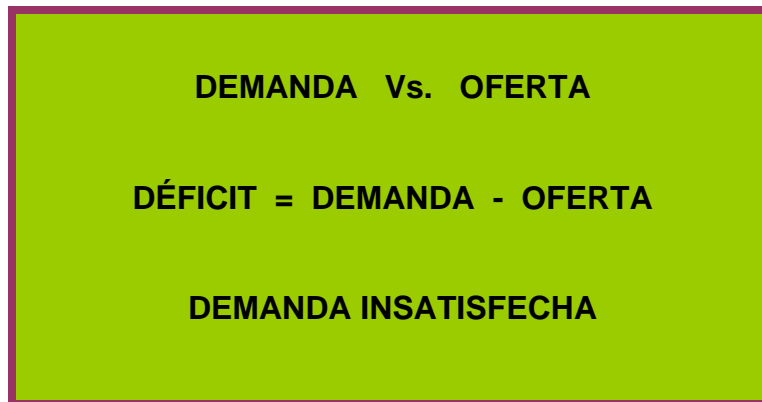 DEMANDA Vs. OFERTA
DÉFICIT = DEMANDA - OFERTA
DEMANDA INSATISFECHA